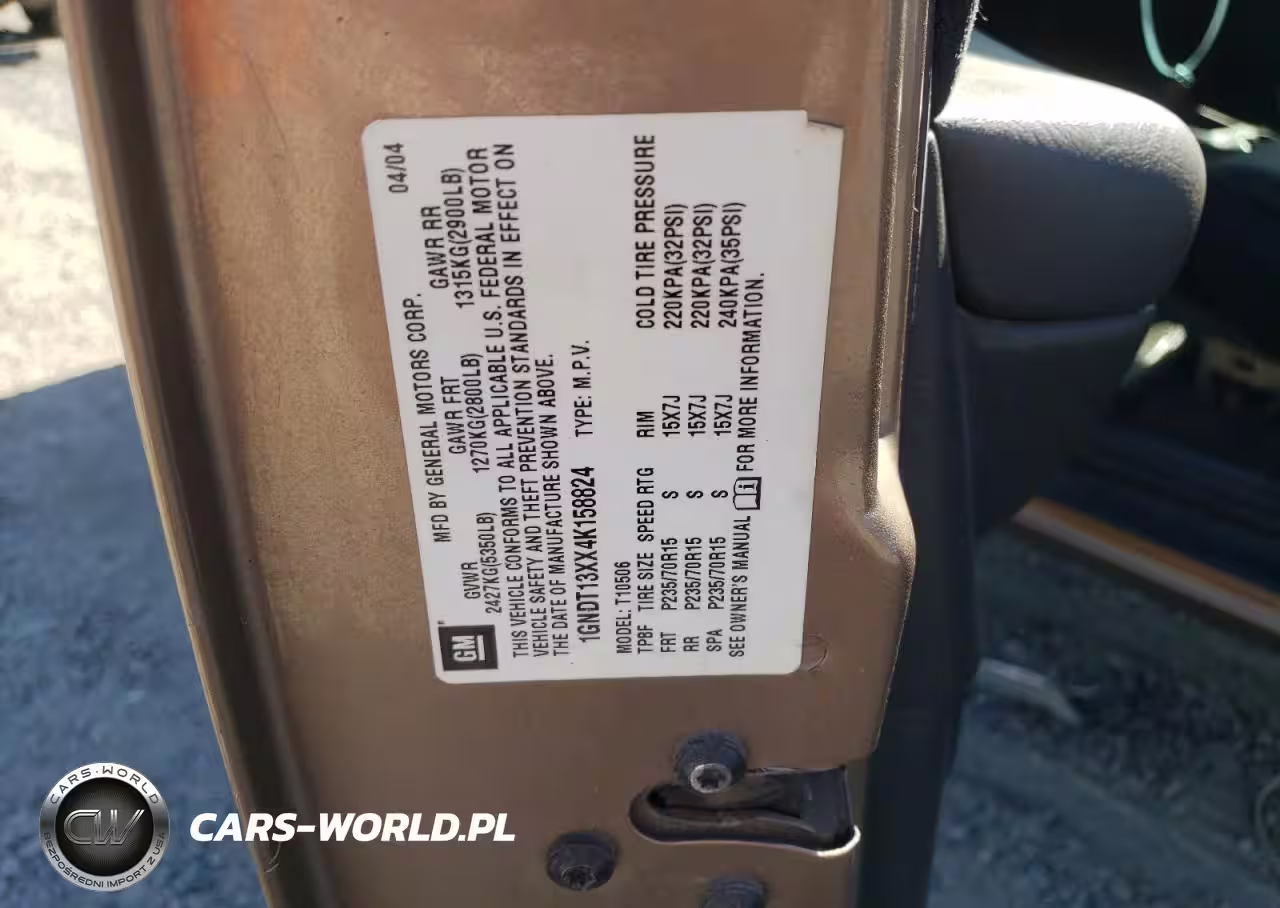 MFD BY GENERAL MOTORS CORP. 04/04
GVWR GAWR FRT GAWR RR
2427KG(5350LB) 1270KG(2800LB) 1315KG(2900LB)
THIS VEHICLE CONFORMS TO ALL APPLICABLE U.S. FEDERAL MOTOR
VEHICLE SAFETY AND THEFT PREVENTION STANDARDS IN EFFECT ON
THE DATE OF MANUFACTURE SHOWN ABOVE.
GM
1GNDT13XX4K158824 TYPE: M.P.V.
MODEL: T10506
TPBF TIRE SIZE SPEED RTG RIM COLD TIRE PRESSURE
FRT P235/70R15 S 15X7J 220KPA(32PSI)
RR P235/70R15 S 15X7J 220KPA(32PSI)
SPA P235/70R15 S 15X7J 240KPA(35PSI)
SEE OWNER'S MANUAL FOR MORE INFORMATION.
CARS-WORLD
CW
BEZPOŚREDNI IMPORT Z USA
CARS-WORLD.PL